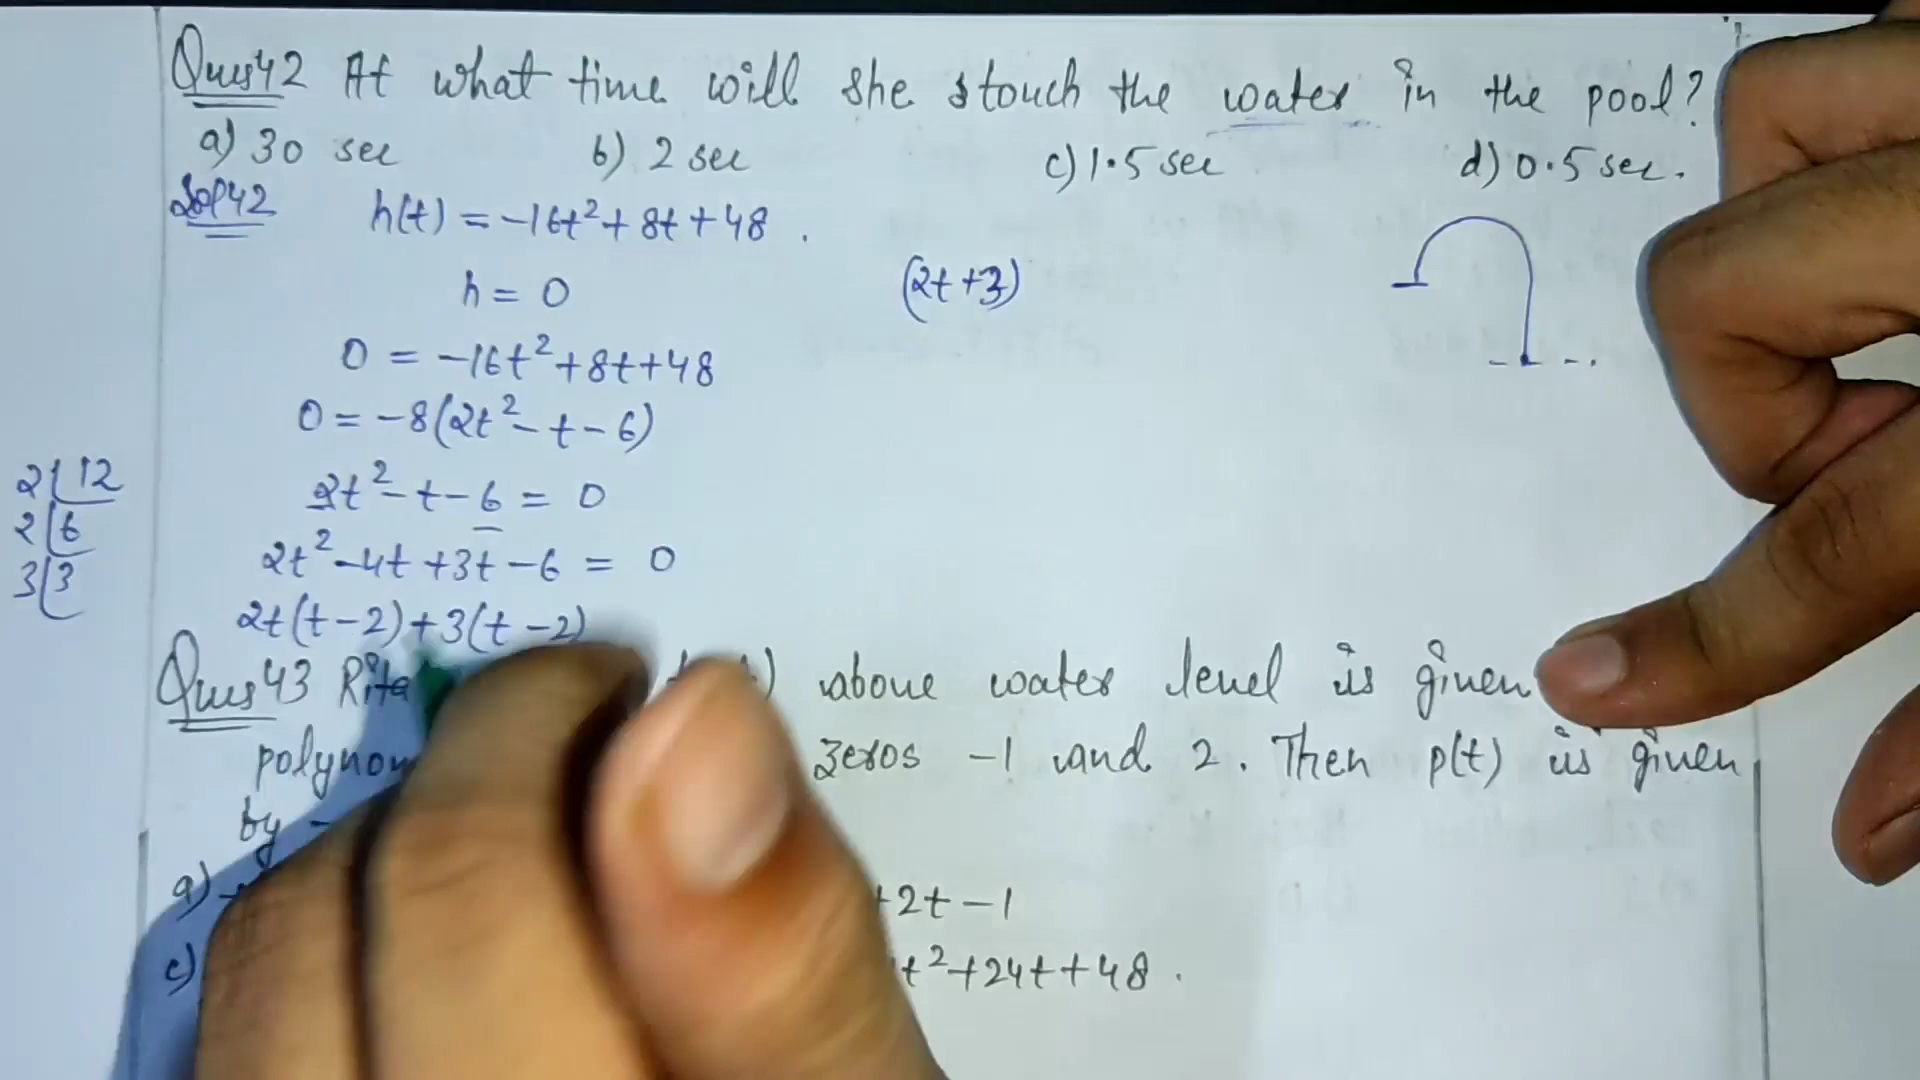 Ques42 At what time will she stouch the water in the pool?
a) 30 sec b) 2 sec c) 1.5 sec d) 0.5 sec.
Sol42 h(t) = -16t²+ 8t + 48 .
h = 0 (2t+3)
0 = -16t²+8t+48
0 = -8(2t²- t - 6)
2t²- t - 6 = 0
2t²-4t +3t -6 = 0
2t(t-2)+3(t-2)
2 12
2 6
3 3
Ques43 Rita above water level is given
zeros -1 and 2. Then p(t) is given
by -
a)
+2t-1
c)
t²+24t+48 .